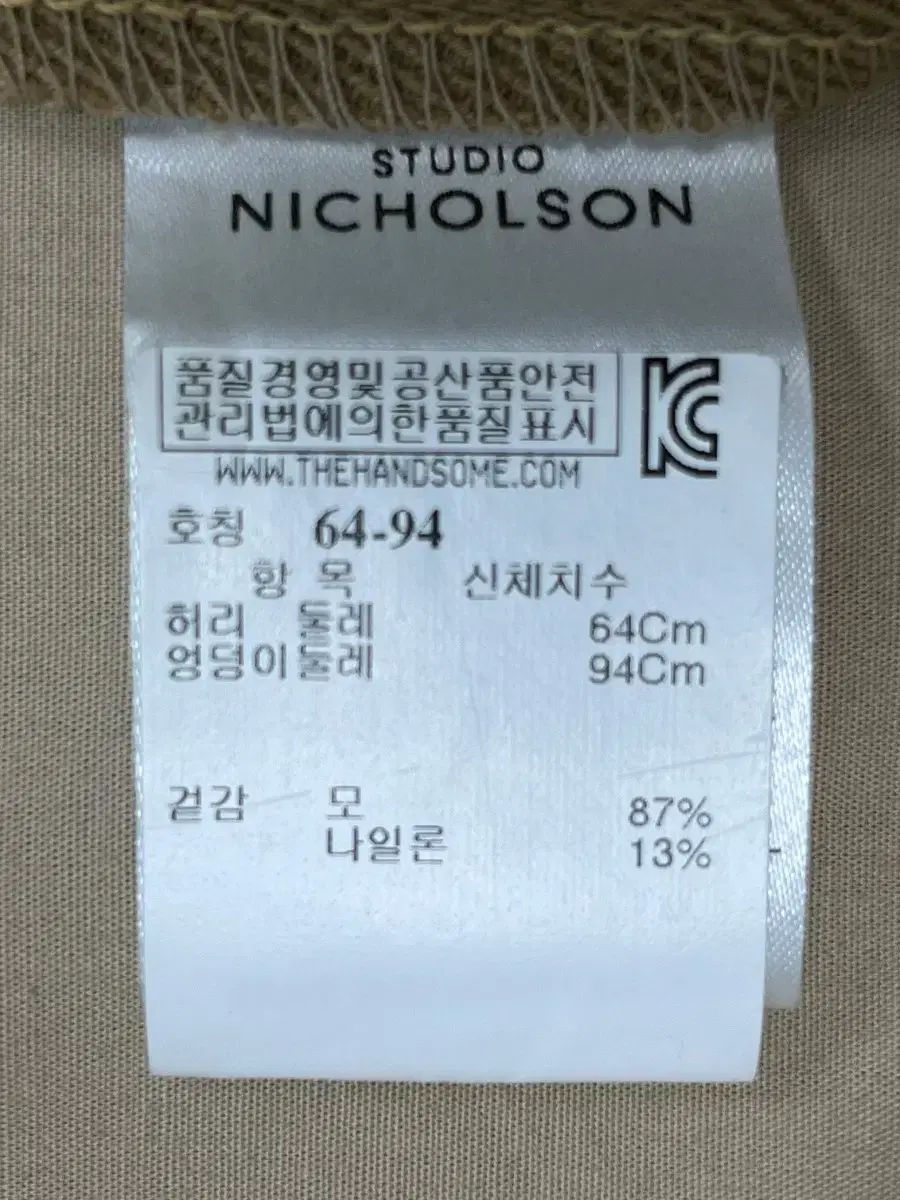 STUDIO
NICHOLSON
품질경영및공산품안전
관리법에의한품질표시
WWW.THEHANDSOME.COM
호칭 64-94
항 목 신체치수
허리 둘레 64Cm
엉덩이둘레 94Cm
겉감 모 87%
나일론 13%